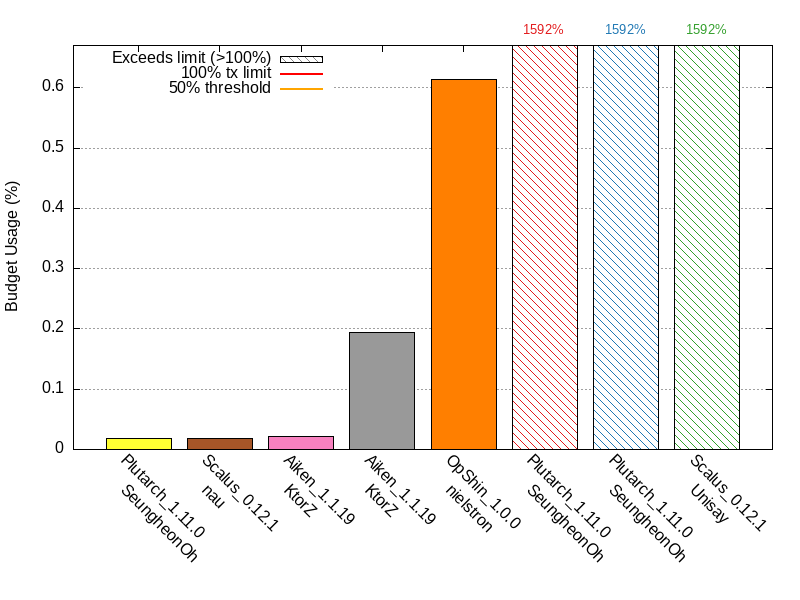 1592% 1592% 1592%
Exceeds limit (>100%)
100% tx limit
50% threshold
0.6
0.5
0.4
0.3
0.2
0.1
0
Budget Usage (%)
Plutarch_1.11.0
SeungheonOh
Scalus_0.12.1
nau
Aiken_1.1.19
KtorZ
Aiken_1.1.19
KtorZ
OpShin_1.0.0
nielstron
Plutarch_1.11.0
SeungheonOh
Plutarch_1.11.0
SeungheonOh
Scalus_0.12.1
Unisay